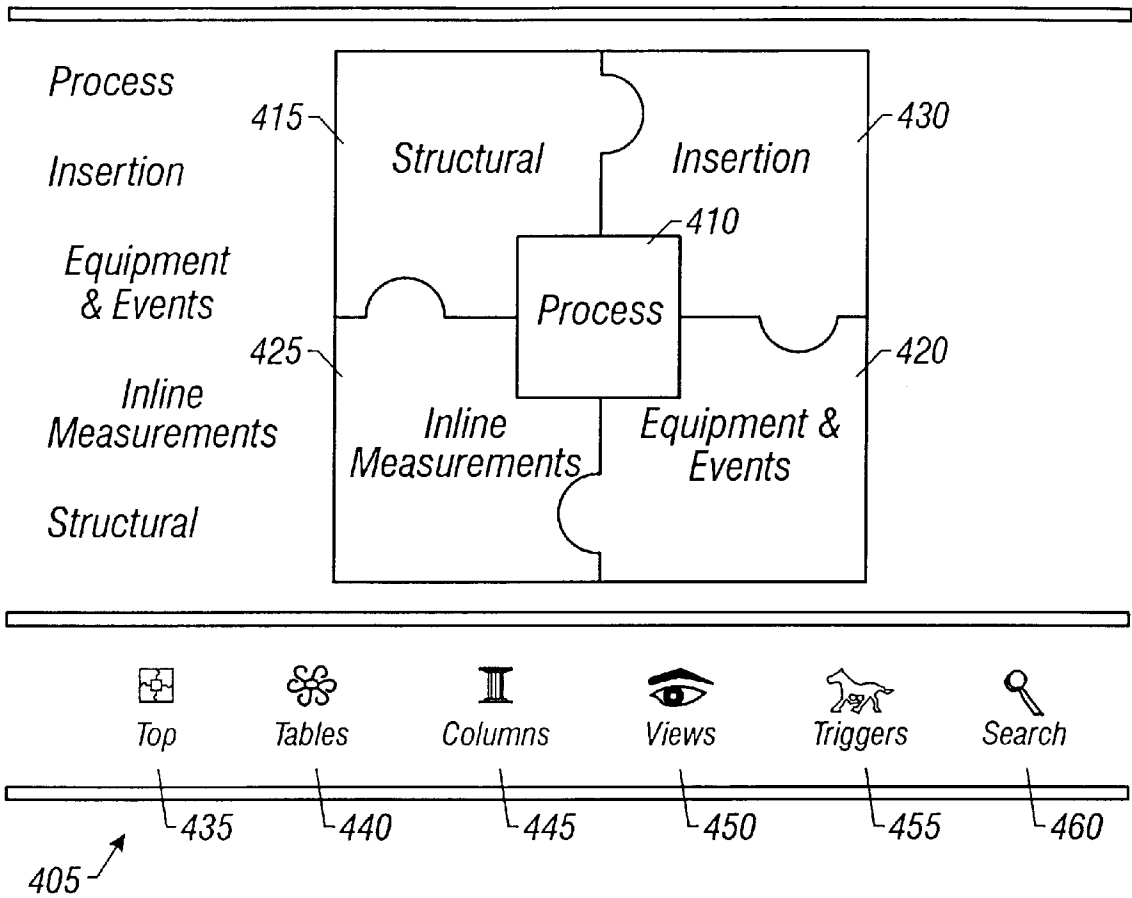 Process
Insertion
Equipment
& Events
Inline
Measurements
Structural
415
Structural
Insertion
430
410
Process
425
420
Inline
Measurements
Equipment &
Events
Top
Tables
Columns
Views
Triggers
Search
435
440
445
450
455
460
405